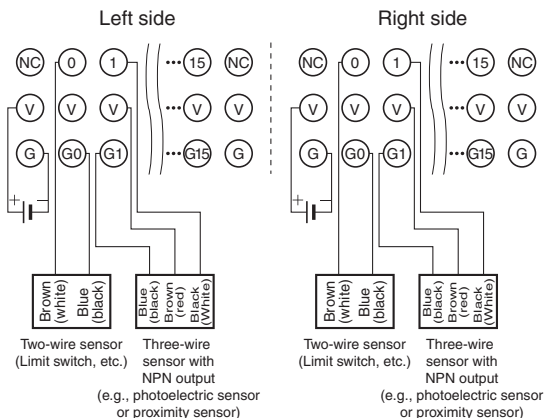 Left side
Right side
NC 0 1 ••• 15 NC
NC 0 1 ••• 15 NC
V V V ••• V V
V V V ••• V V
G G0 G1 ••• G15 G
G G0 G1 ••• G15 G
+ −
+ −
Brown
(white)
Blue
(black)
Blue
(black)
Brown
(red)
Black
(White)
Brown
(white)
Blue
(black)
Blue
(black)
Brown
(red)
Black
(White)
Two-wire sensor
(Limit switch, etc.)
Three-wire
sensor with
NPN output
(e.g., photoelectric sensor
or proximity sensor)
Two-wire sensor
(Limit switch, etc.)
Three-wire
sensor with
NPN output
(e.g., photoelectric sensor
or proximity sensor)